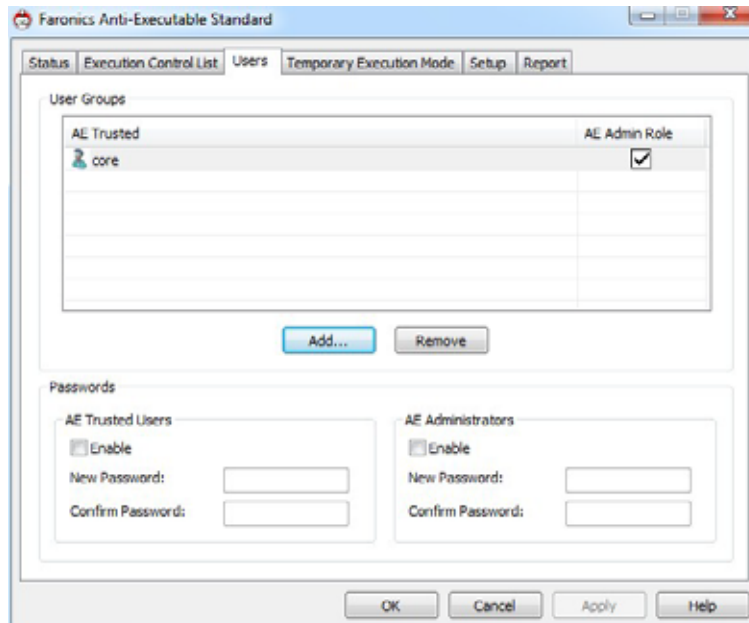 Faronics Anti-Executable Standard
Status Execution Control List Users Temporary Execution Mode Setup Report
User Groups
AE Trusted AE Admin Role
core
Add... Remove
Passwords
AE Trusted Users AE Administrators
Enable Enable
New Password: New Password:
Confirm Password: Confirm Password:
OK Cancel Apply Help